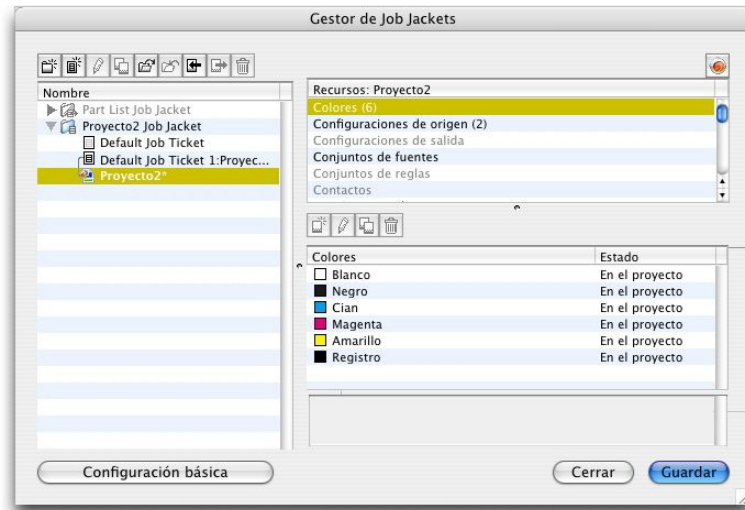 Gestor de Job Jackets
Nombre
Part List Job Jacket
Proyecto2 Job Jacket
Default Job Ticket
Default Job Ticket 1:Proyec...
Proyecto2*
Recursos: Proyecto2
Colores (6)
Configuraciones de origen (2)
Configuraciones de salida
Conjuntos de fuentes
Conjuntos de reglas
Contactos
Colores Estado
Blanco En el proyecto
Negro En el proyecto
Cian En el proyecto
Magenta En el proyecto
Amarillo En el proyecto
Registro En el proyecto
Configuración básica
Cerrar
Guardar